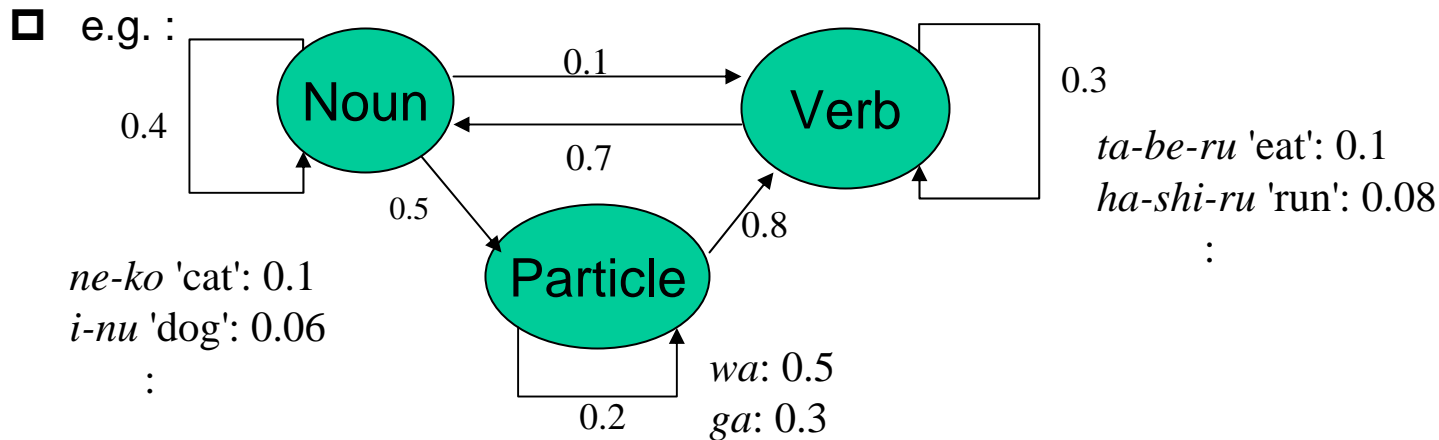 e.g. :
0.1
Noun
Verb
0.3
0.4
0.7
ta-be-ru 'eat': 0.1
ha-shi-ru 'run': 0.08
:
0.5
0.8
Particle
ne-ko 'cat': 0.1
i-nu 'dog': 0.06
:
0.2
wa: 0.5
ga: 0.3